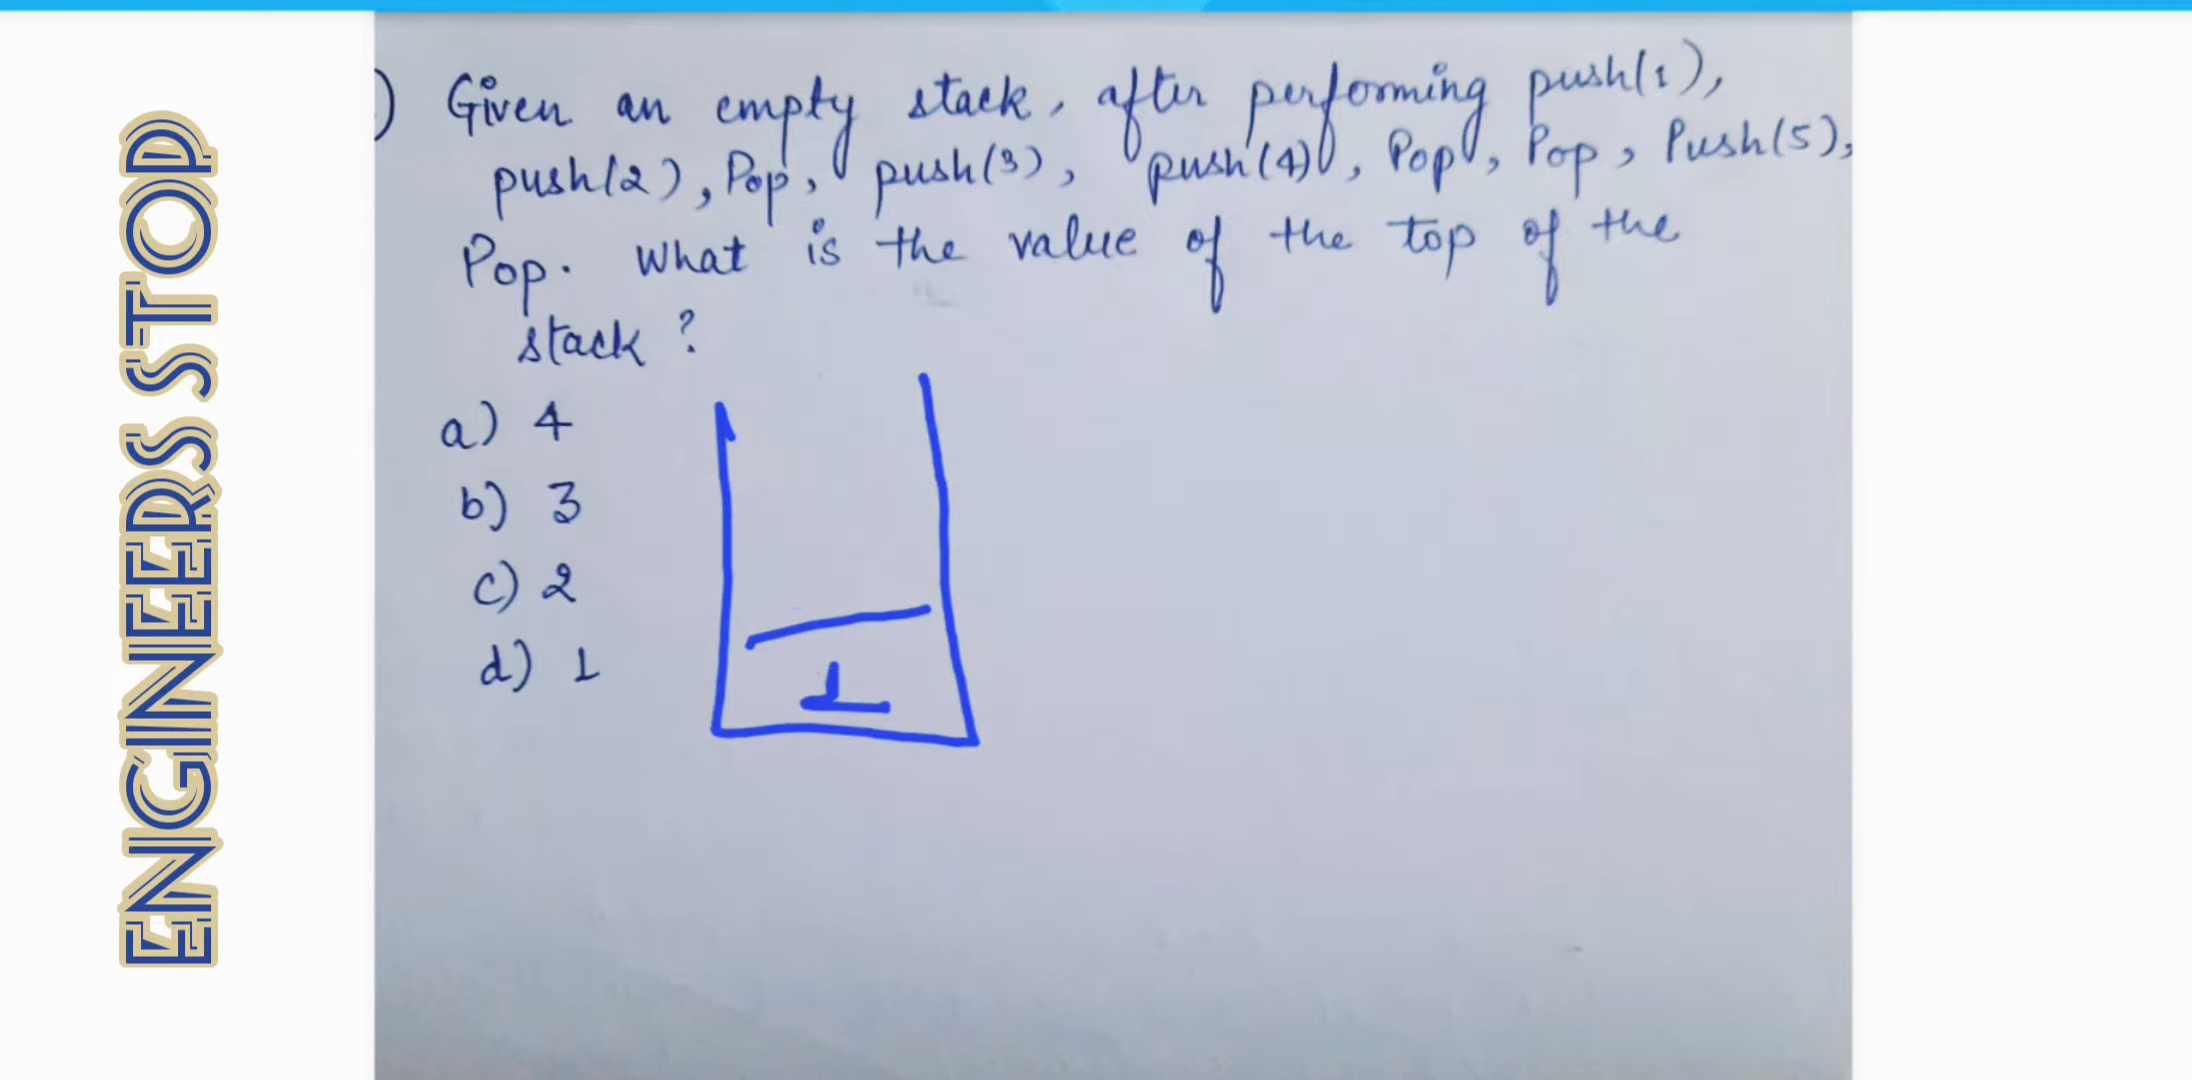 ENGINEERS STOD
) Given an empty stack, after performing push(1),
push(2), Pop, push(3), push(4), Pop, Pop, Push(5),
Pop. What is the value of the top of the
stack ?
a) 4
b) 3
c) 2
d) 1
1